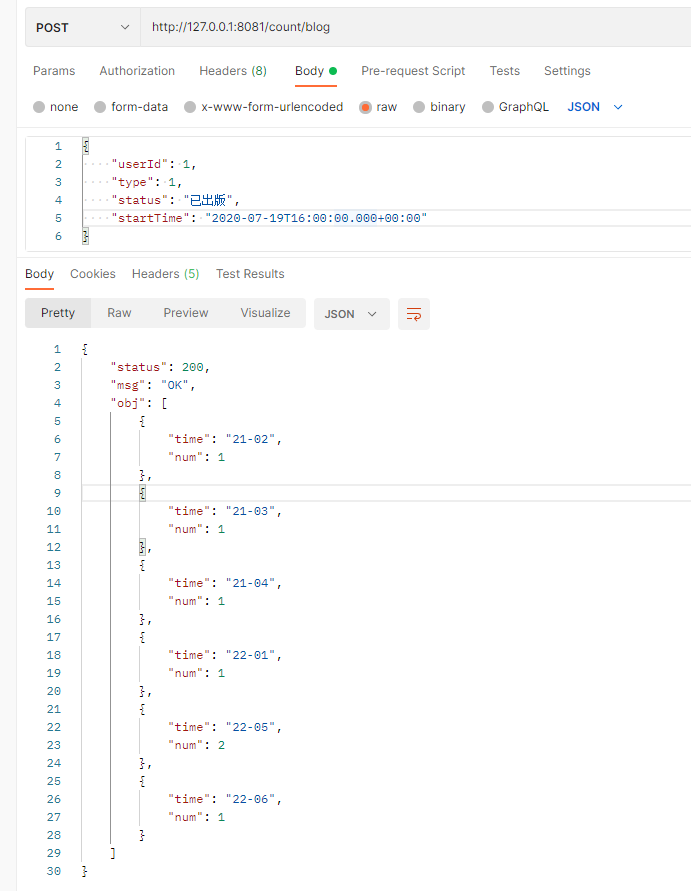 POST http://127.0.0.1:8081/count/blog
Params Authorization Headers (8) Body Pre-request Script Tests Settings
none form-data x-www-form-urlencoded raw binary GraphQL JSON
1 {
2 "userId": 1,
3 "type": 1,
4 "status": "已出版",
5 "startTime": "2020-07-19T16:00:00.000+00:00"
6 }
Body Cookies Headers (5) Test Results
Pretty Raw Preview Visualize JSON
1 {
2 "status": 200,
3 "msg": "OK",
4 "obj": [
5 {
6 "time": "21-02",
7 "num": 1
8 },
9 {
10 "time": "21-03",
11 "num": 1
12 },
13 {
14 "time": "21-04",
15 "num": 1
16 },
17 {
18 "time": "22-01",
19 "num": 1
20 },
21 {
22 "time": "22-05",
23 "num": 2
24 },
25 {
26 "time": "22-06",
27 "num": 1
28 }
29 ]
30 }